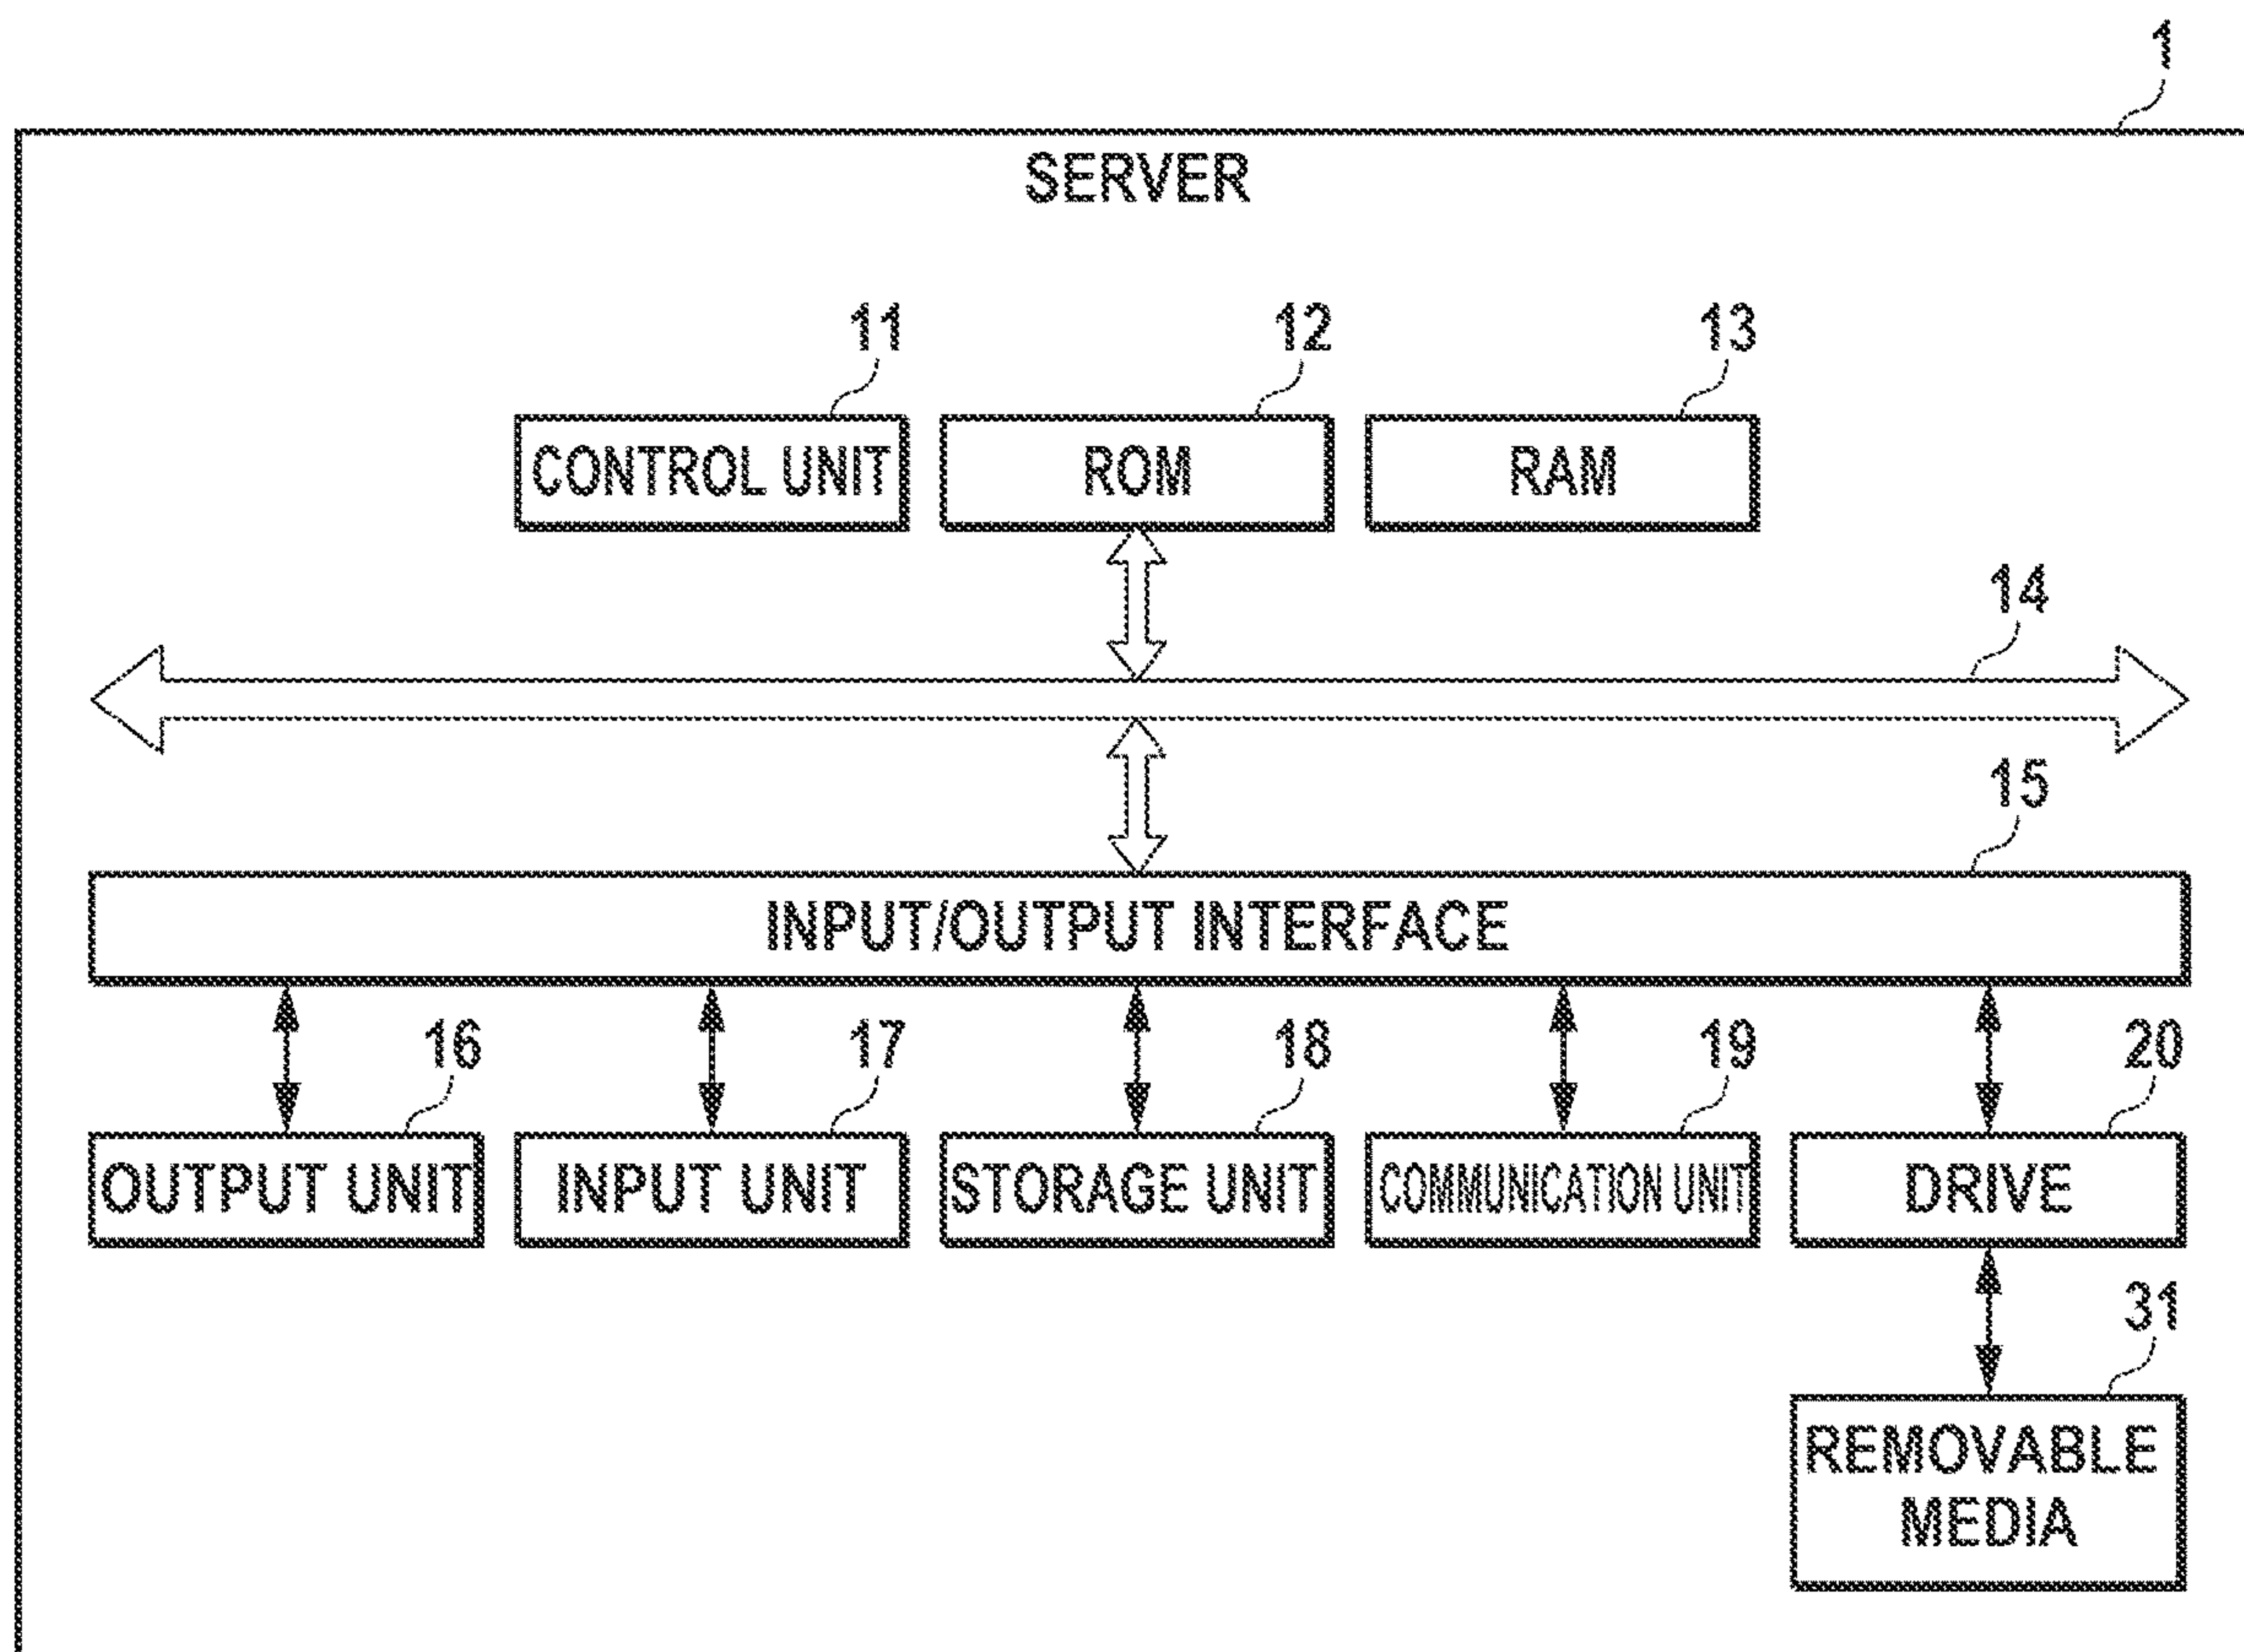 1
SERVER
11 12 13
CONTROL UNIT ROM RAM
14
15
INPUT/OUTPUT INTERFACE
16 17 18 19 20
OUTPUT UNIT INPUT UNIT STORAGE UNIT COMMUNICATION UNIT DRIVE
31
REMOVABLE
MEDIA